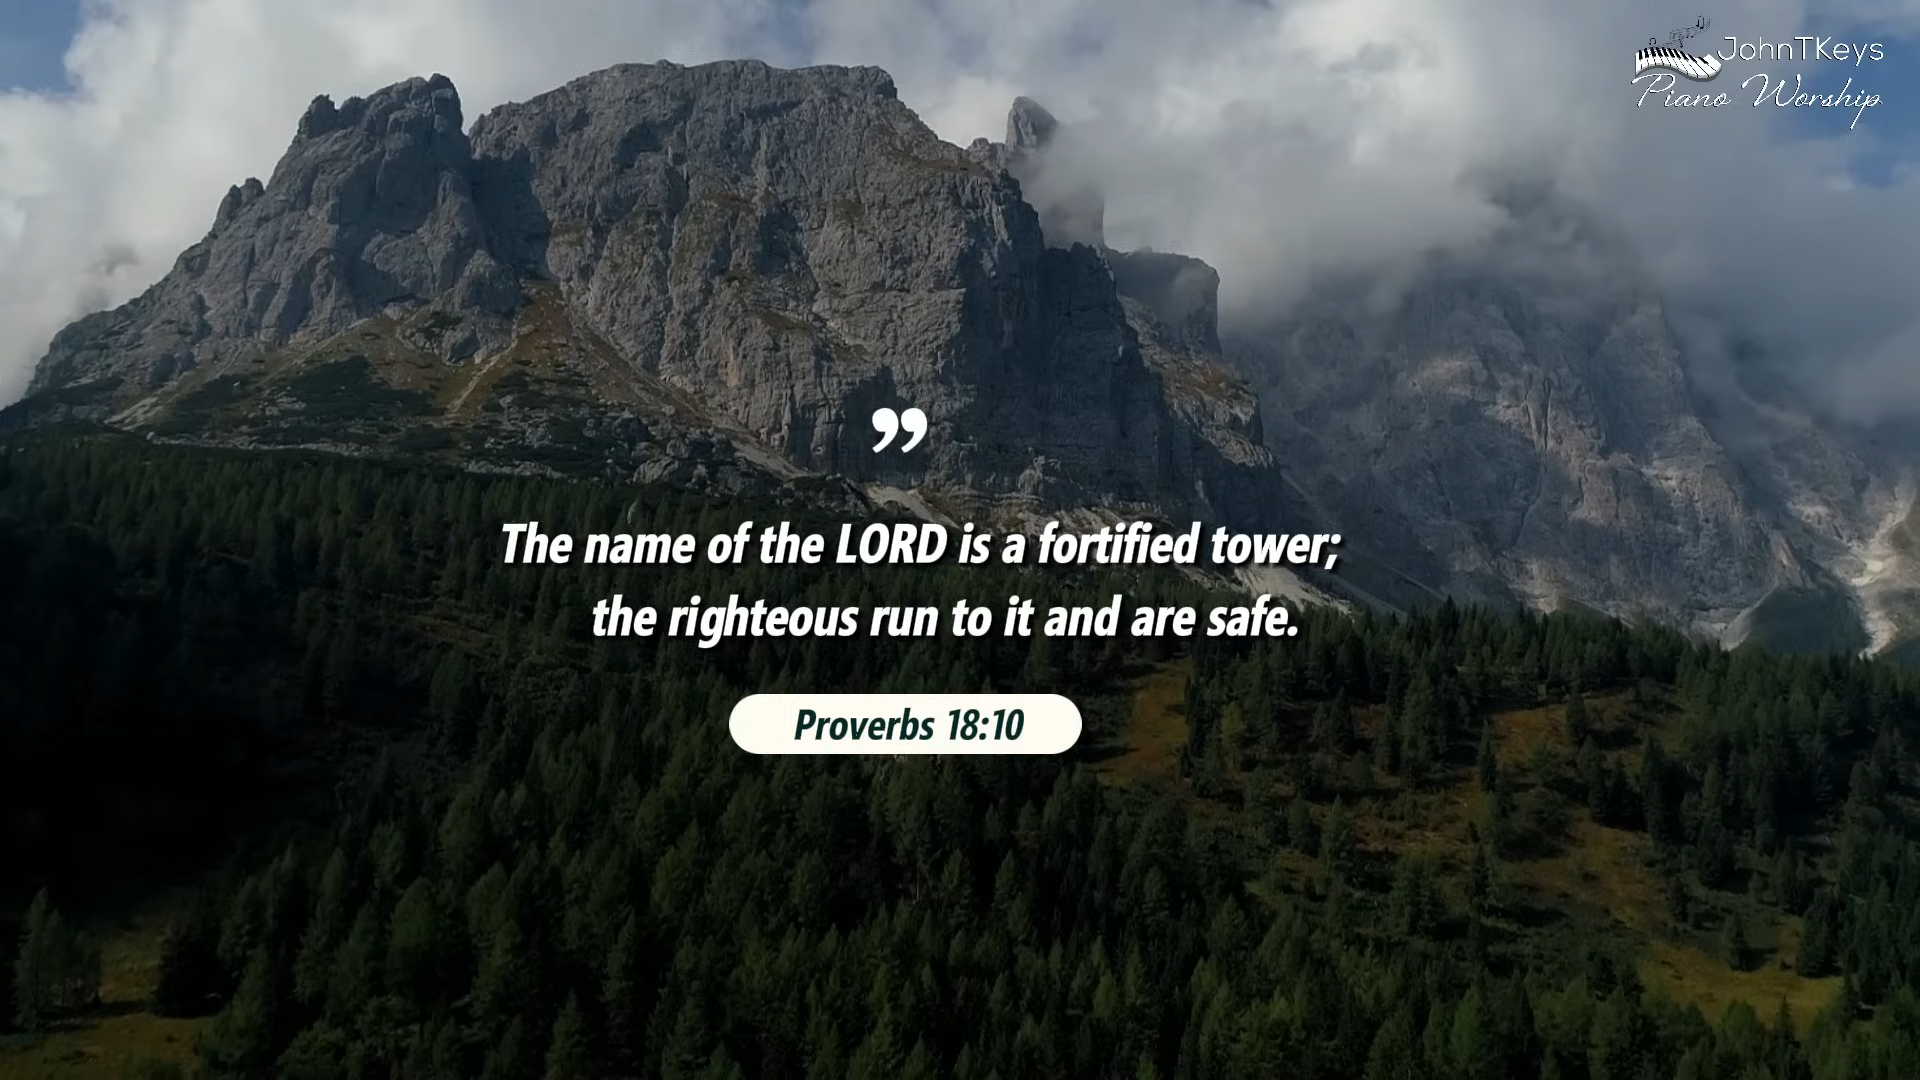 JohnTKeys
Piano Worship
”
The name of the LORD is a fortified tower;
the righteous run to it and are safe.
Proverbs 18:10